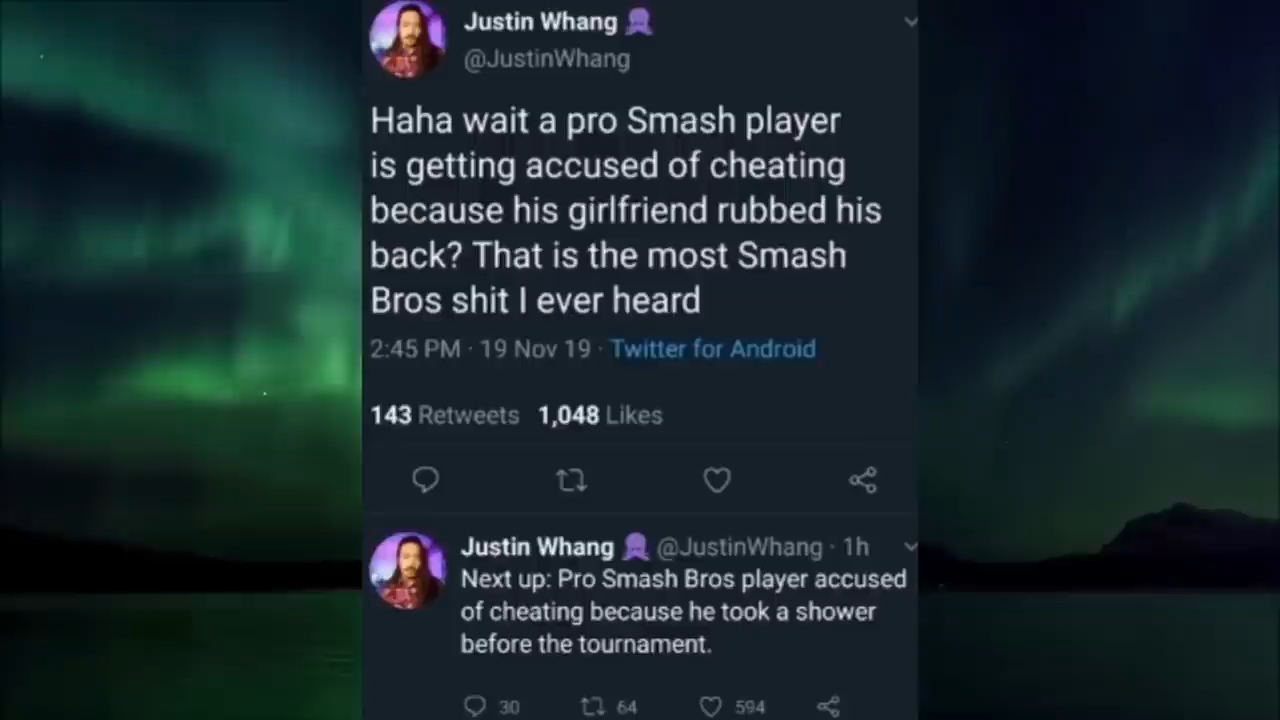 Justin Whang
@JustinWhang
Haha wait a pro Smash player
is getting accused of cheating
because his girlfriend rubbed his
back? That is the most Smash
Bros shit I ever heard
2:45 PM · 19 Nov 19 · Twitter for Android
143 Retweets 1,048 Likes
Justin Whang @JustinWhang · 1h
Next up: Pro Smash Bros player accused
of cheating because he took a shower
before the tournament.
30 64 594